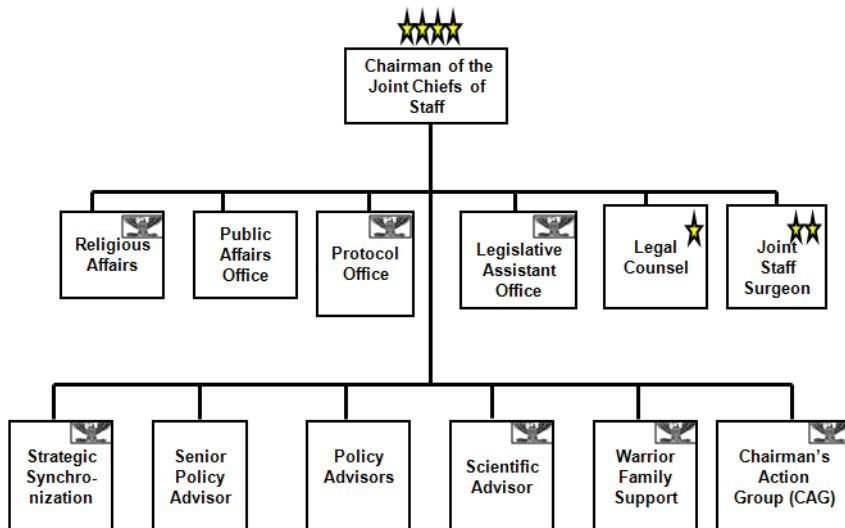 Chairman of the
Joint Chiefs of
Staff
Religious
Affairs
Public
Affairs
Office
Protocol
Office
Legislative
Assistant
Office
Legal
Counsel
Joint
Staff
Surgeon
Strategic
Synchro-
nization
Senior
Policy
Advisor
Policy
Advisors
Scientific
Advisor
Warrior
Family
Support
Chairman's
Action
Group (CAG)